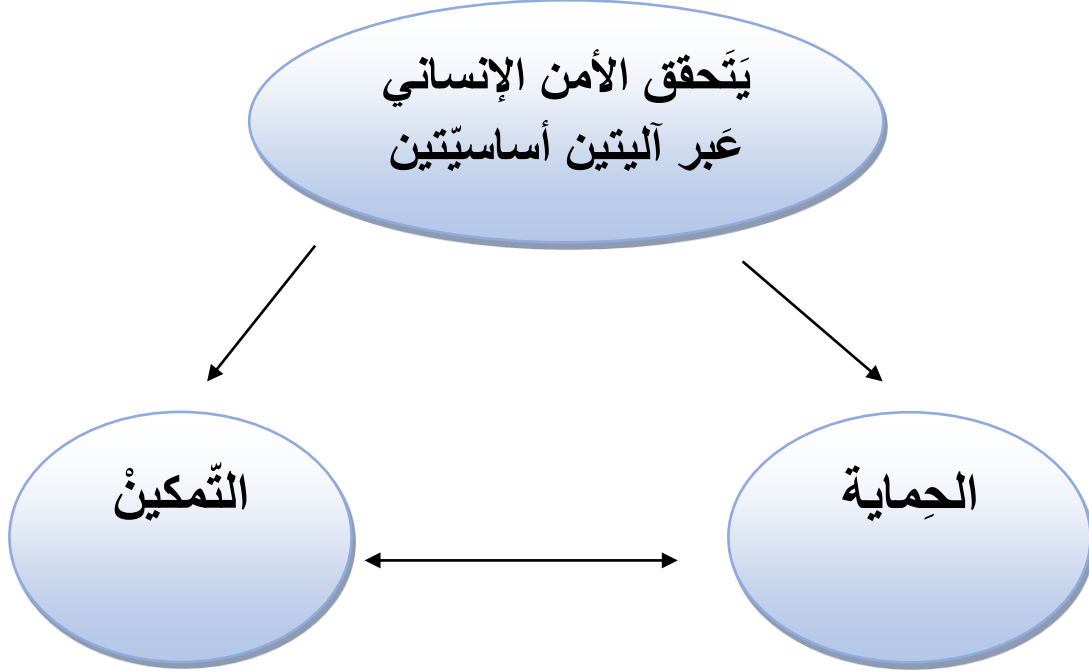 يَتَحقق الأمن الإنساني
عَبر آليتين أساسيّتين
الحِماية
التّمكينْ